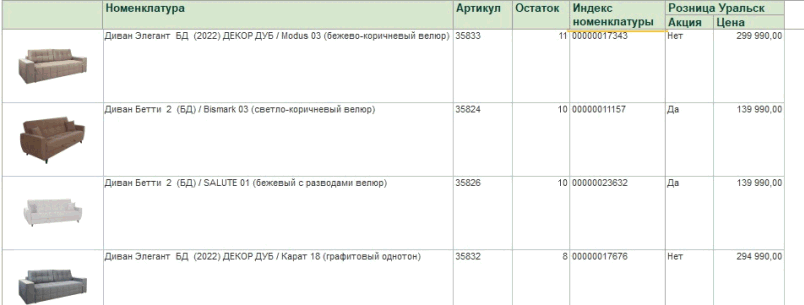 Номенклатура Артикул Остаток Индекс номенклатуры Розница Уральск
Акция Цена
Диван Элегант БД (2022) ДЕКОР ДУБ / Modus 03 (бежево-коричневый велюр) 35833 11 00000017343 Нет 299 990,00
Диван Бетти 2 (БД) / Bismark 03 (светло-коричневый велюр) 35824 10 00000011157 Да 139 990,00
Диван Бетти 2 (БД) / SALUTE 01 (бежевый с разводами велюр) 35826 10 00000023632 Да 139 990,00
Диван Элегант БД (2022) ДЕКОР ДУБ / Карат 18 (графитовый однотон) 35832 8 00000017676 Нет 294 990,00